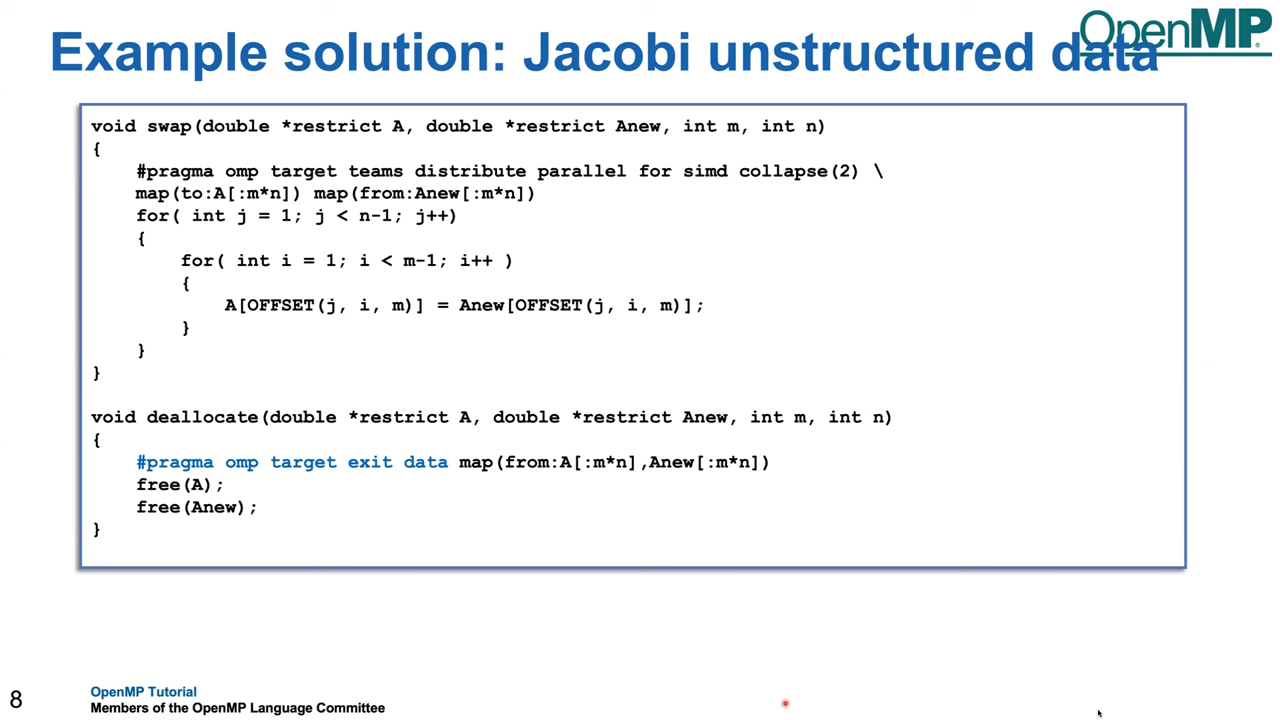 Example solution: Jacobi unstructured data
OpenMP
void swap(double *restrict A, double *restrict Anew, int m, int n)
{
    #pragma omp target teams distribute parallel for simd collapse(2) \
    map(to:A[:m*n]) map(from:Anew[:m*n])
    for( int j = 1; j < n-1; j++)
    {
        for( int i = 1; i < m-1; i++ )
        {
            A[OFFSET(j, i, m)] = Anew[OFFSET(j, i, m)];
        }
    }
}
void deallocate(double *restrict A, double *restrict Anew, int m, int n)
{
    #pragma omp target exit data map(from:A[:m*n],Anew[:m*n])
    free(A);
    free(Anew);
}
8
OpenMP Tutorial
Members of the OpenMP Language Committee